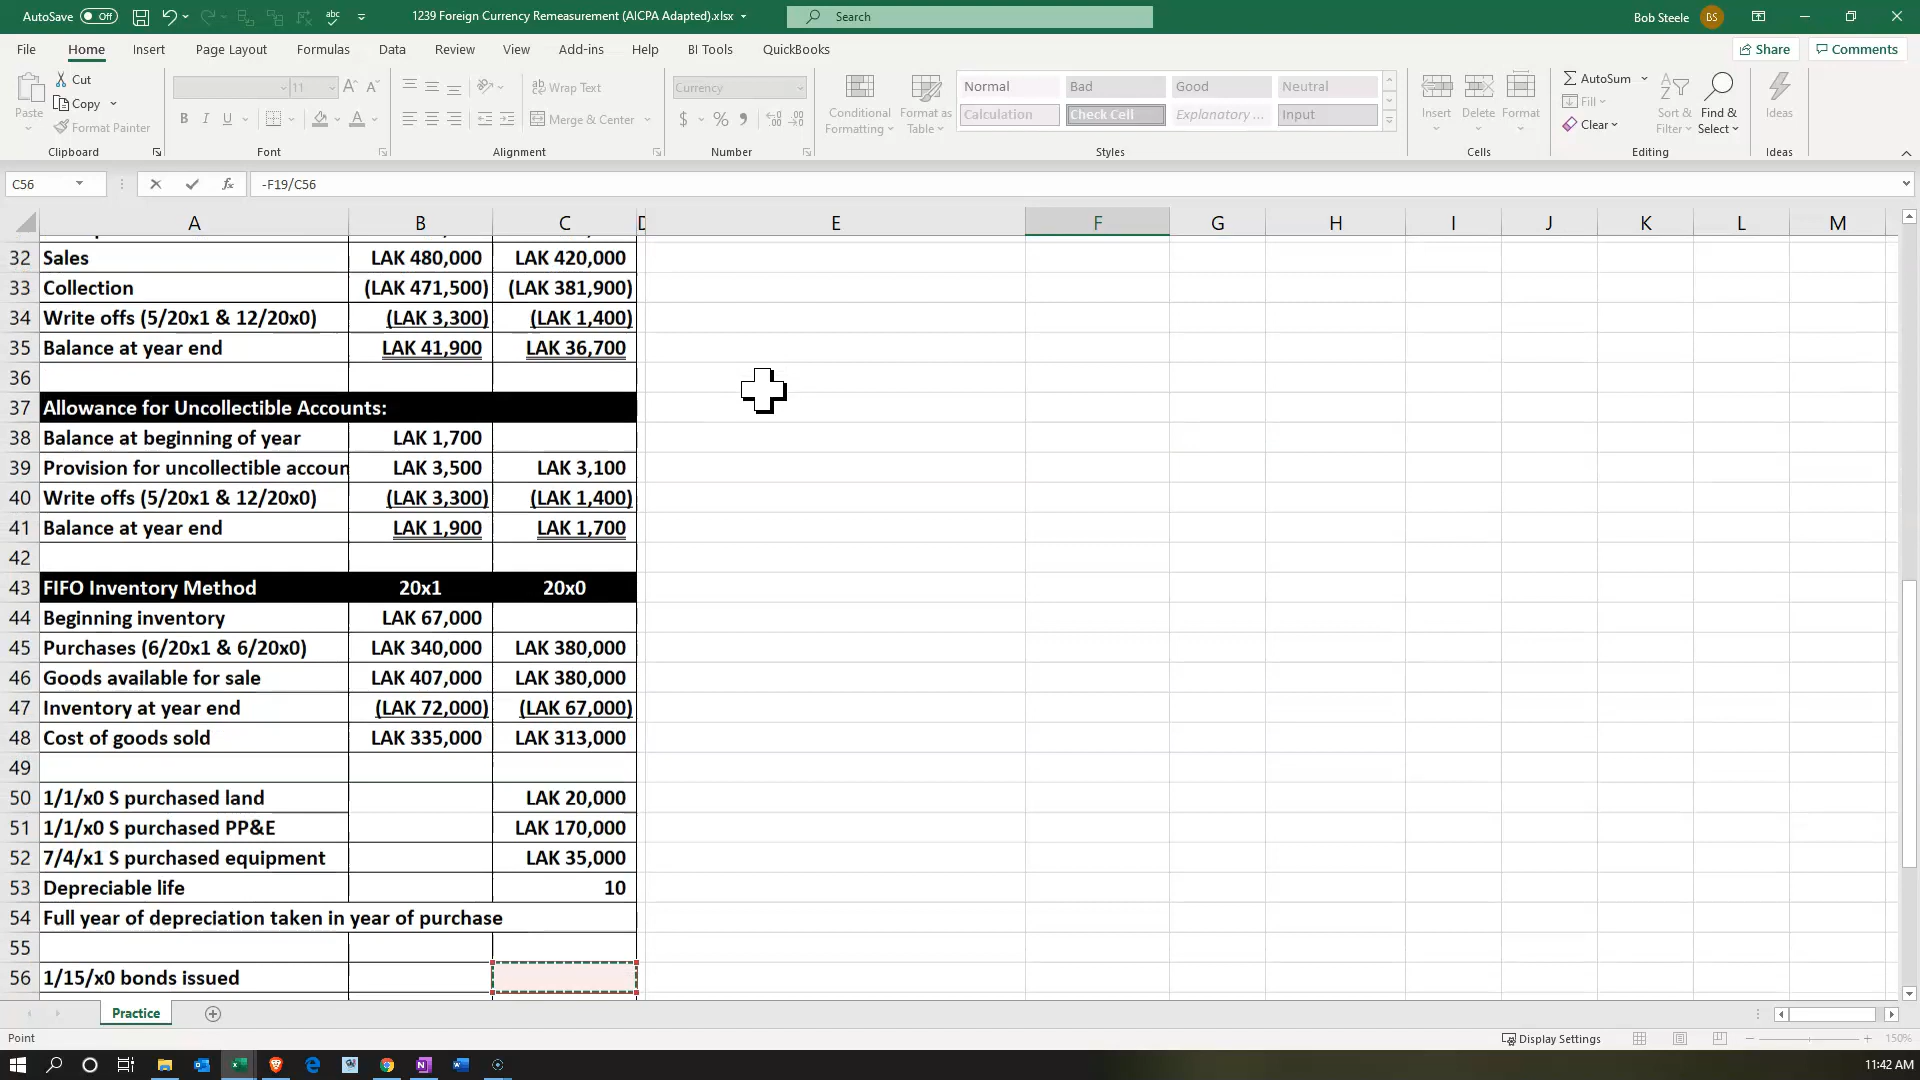 AutoSave Off abc 1239 Foreign Currency Remeasurement (AICPA Adapted).xlsx Search Bob Steele BS
File Home Insert Page Layout Formulas Data Review View Add-ins Help BI Tools QuickBooks Share Comments
Paste Cut Copy Format Painter
Clipboard
11 A A B I U A
Font
Wrap Text Merge & Center
Alignment
Currency $ % 9
Number
Conditional Formatting Format as Table
Normal Bad Good Neutral
Calculation Check Cell Explanatory ... Input
Styles
Insert Delete Format
Cells
AutoSum Fill Clear Sort & Filter Find & Select
Editing
Ideas
Ideas
C56 fx -F19/C56
A B C D E F G H I J K L M
32 Sales LAK 480,000 LAK 420,000
33 Collection (LAK 471,500) (LAK 381,900)
34 Write offs (5/20x1 & 12/20x0) (LAK 3,300) (LAK 1,400)
35 Balance at year end LAK 41,900 LAK 36,700
36
37 Allowance for Uncollectible Accounts:
38 Balance at beginning of year LAK 1,700
39 Provision for uncollectible accoun LAK 3,500 LAK 3,100
40 Write offs (5/20x1 & 12/20x0) (LAK 3,300) (LAK 1,400)
41 Balance at year end LAK 1,900 LAK 1,700
42
43 FIFO Inventory Method 20x1 20x0
44 Beginning inventory LAK 67,000
45 Purchases (6/20x1 & 6/20x0) LAK 340,000 LAK 380,000
46 Goods available for sale LAK 407,000 LAK 380,000
47 Inventory at year end (LAK 72,000) (LAK 67,000)
48 Cost of goods sold LAK 335,000 LAK 313,000
49
50 1/1/x0 S purchased land LAK 20,000
51 1/1/x0 S purchased PP&E LAK 170,000
52 7/4/x1 S purchased equipment LAK 35,000
53 Depreciable life 10
54 Full year of depreciation taken in year of purchase
55
56 1/15/x0 bonds issued
Practice
Point Display Settings 150%
11:42 AM